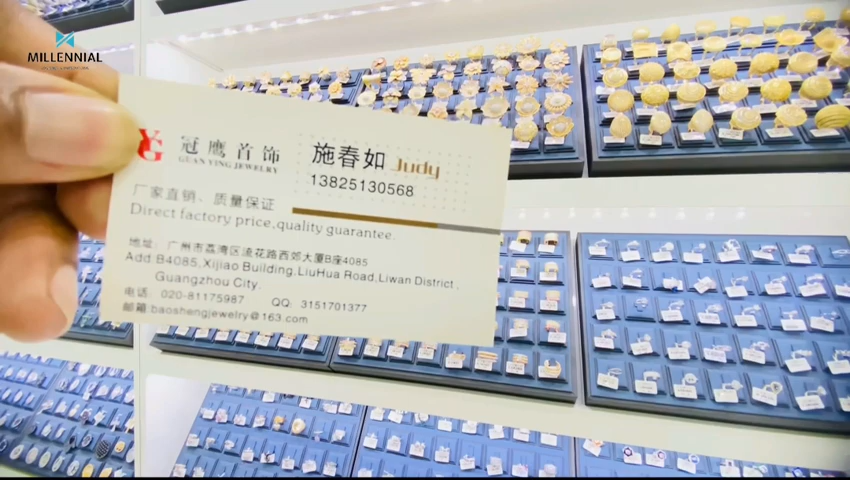 MILLENNIAL
YG
冠鹰首饰
GUAN YING JEWELRY
施春如 Judy
13825130568
厂家直销、质量保证
Direct factory price,quality guarantee.
地址: 广州市荔湾区流花路西郊大厦B座4085
Add:B4085,Xijiao Building,LiuHua Road,Liwan District,
Guangzhou City.
电话: 020-81175987 QQ: 3151701377
邮箱:baoshengjewelry@163.com